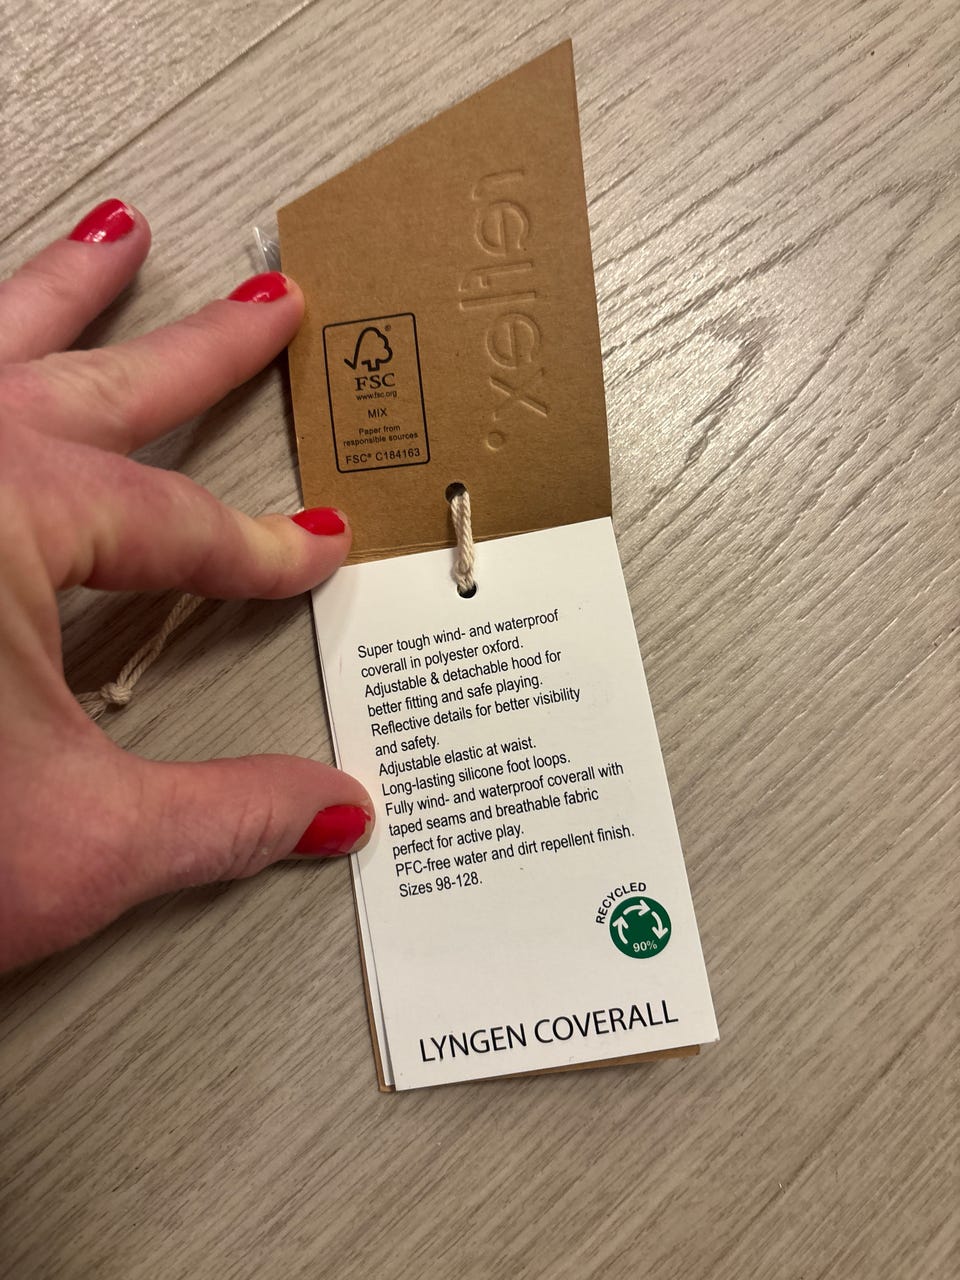 reflex.
FSC®
www.fsc.org
MIX
Paper from
responsible sources
FSC® C184163
Super tough wind- and waterproof
coverall in polyester oxford.
Adjustable & detachable hood for
better fitting and safe playing.
Reflective details for better visibility
and safety.
Adjustable elastic at waist.
Long-lasting silicone foot loops.
Fully wind- and waterproof coverall with
taped seams and breathable fabric
perfect for active play.
PFC-free water and dirt repellent finish.
Sizes 98-128.
RECYCLED
90%
LYNGEN COVERALL